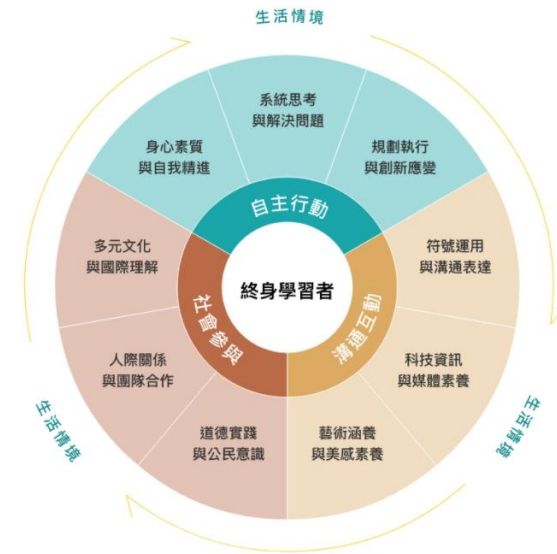 生活情境
系統思考
與解決問題
身心素質
與自我精進
規劃執行
與創新應變
自主行動
多元文化
與國際理解
符號運用
與溝通表達
終身學習者
社會參與
溝通互動
人際關係
與團隊合作
科技資訊
與媒體素養
生活情境
生活情境
道德實踐
與公民意識
藝術涵養
與美感素養